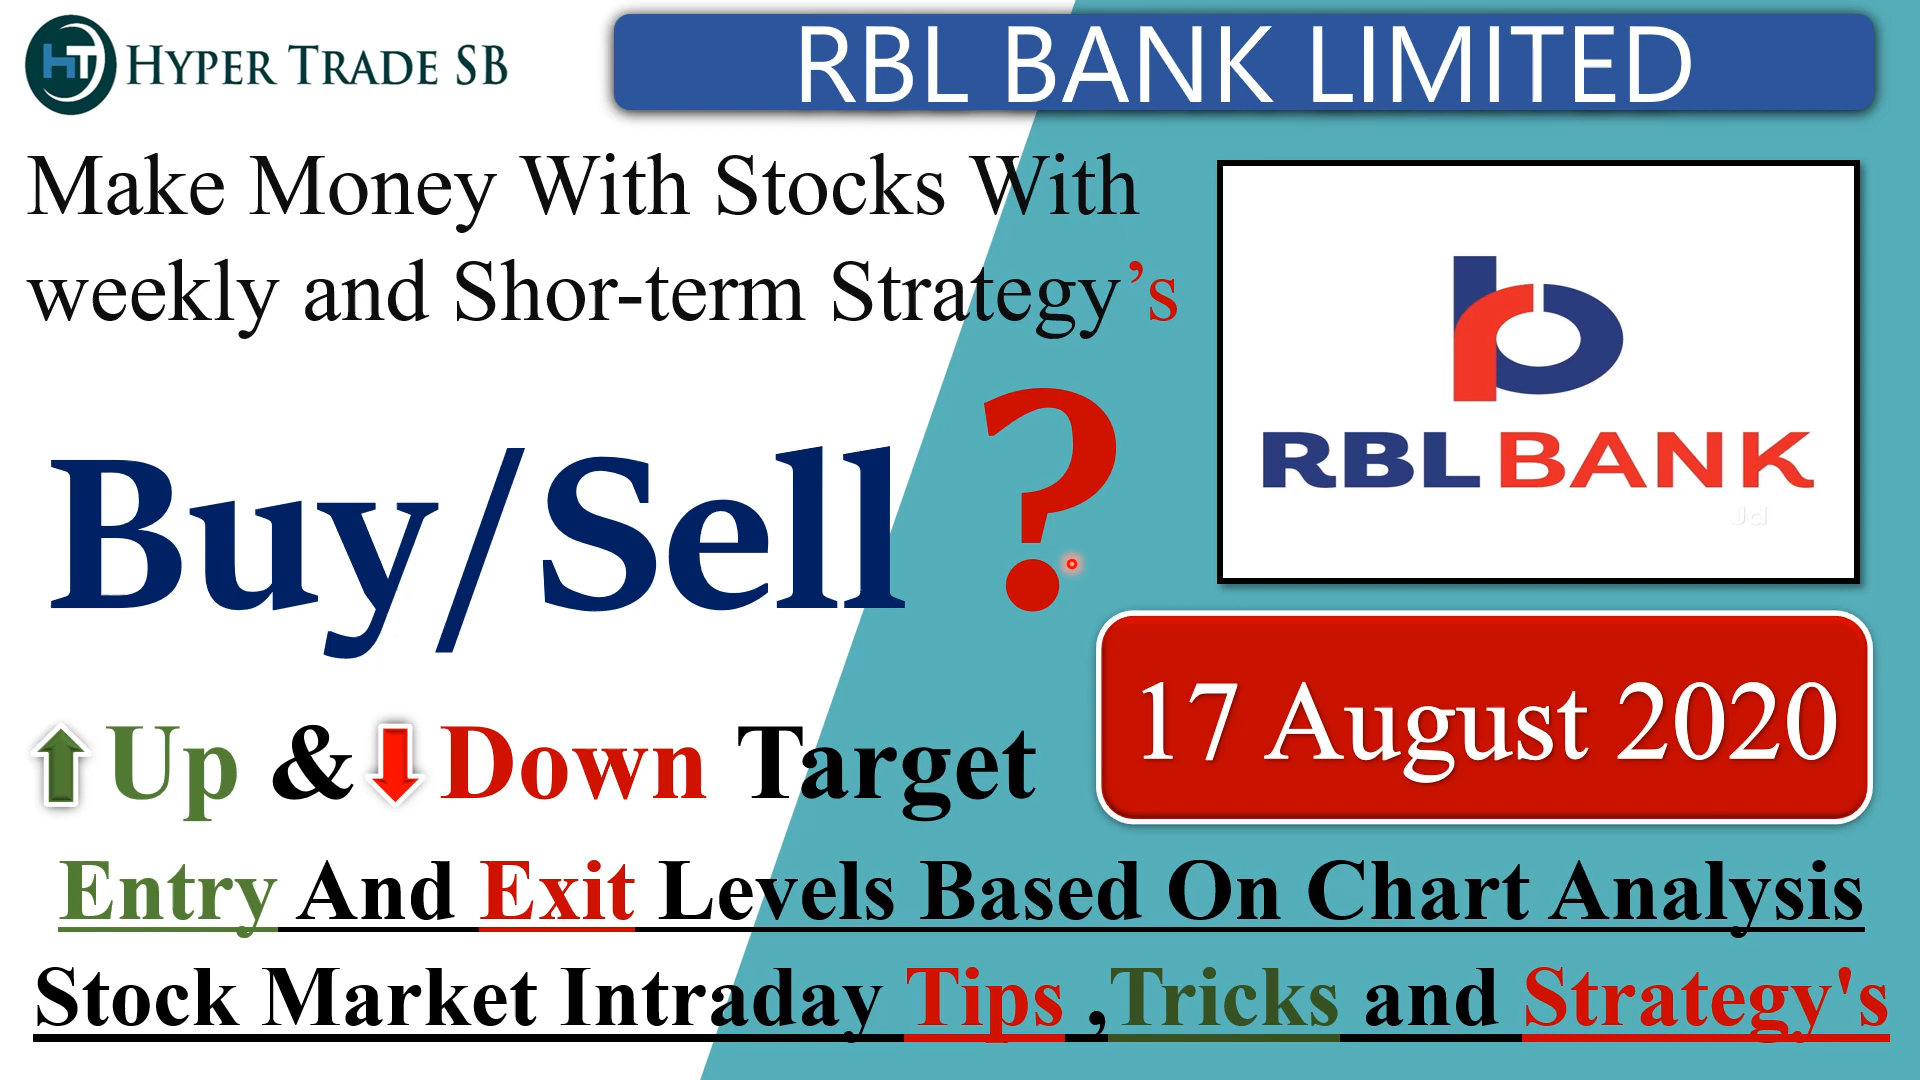 HT HYPER TRADE SB
RBL BANK LIMITED
Make Money With Stocks With
weekly and Shor-term Strategy’s
RBL BANK
Jd
Buy/Sell ?
17 August 2020
Up & Down Target
Entry And Exit Levels Based On Chart Analysis
Stock Market Intraday Tips ,Tricks and Strategy's